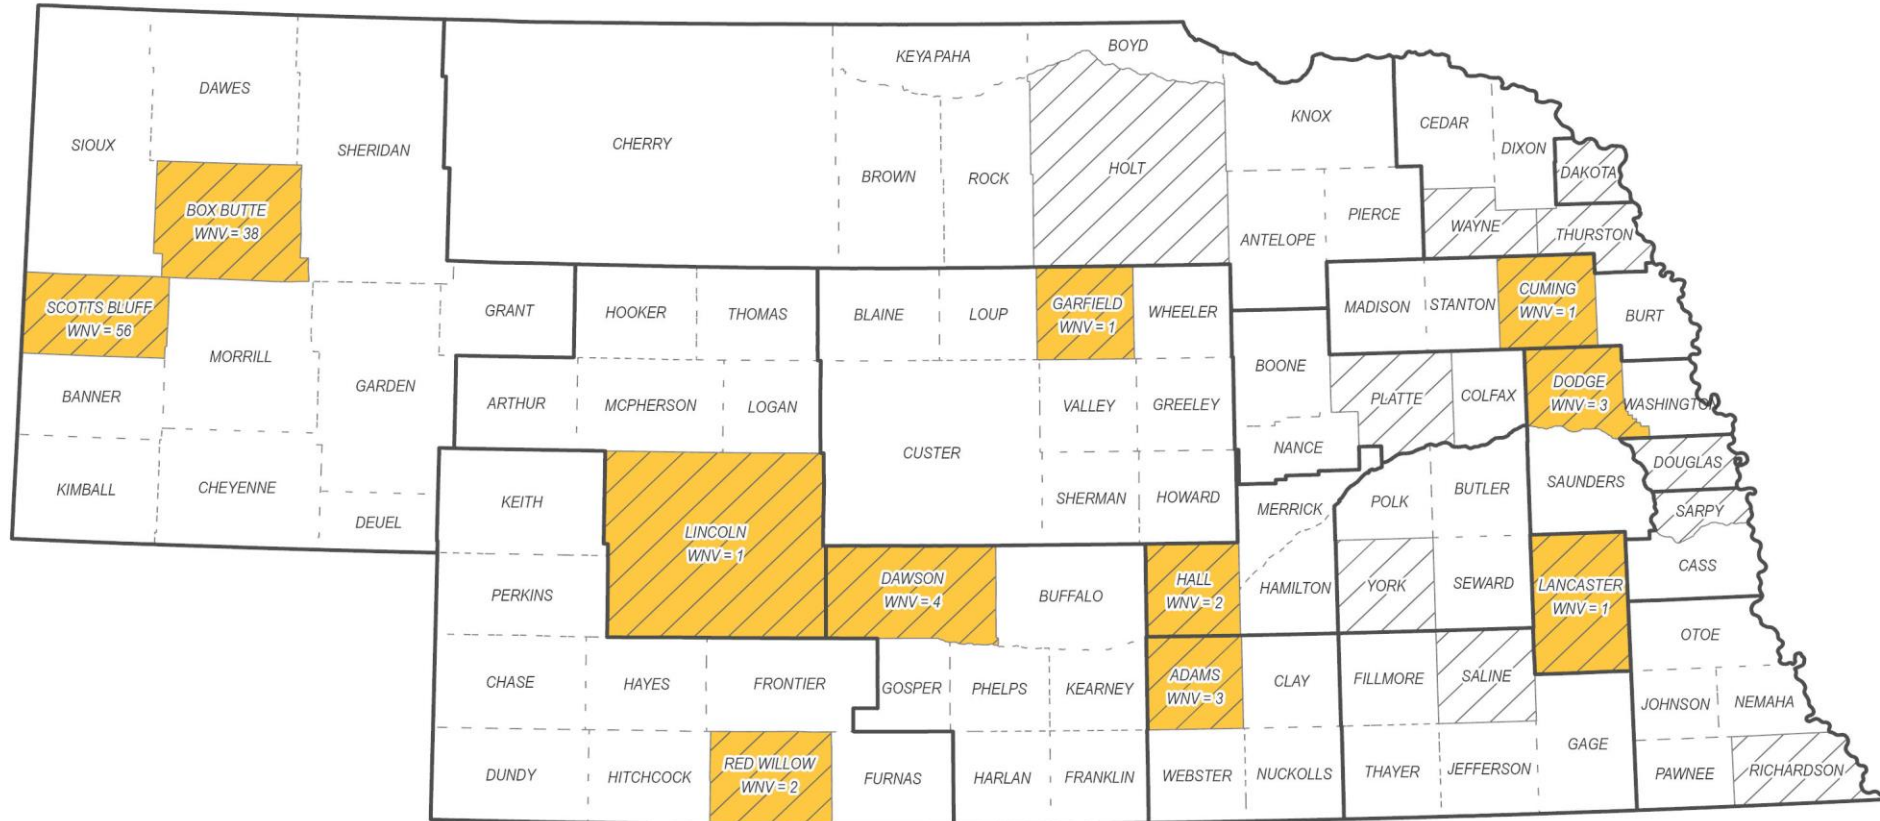 BOYD
KEYAPAHA
DAWES
KNOX
CEDAR
SIOUX
SHERIDAN
CHERRY
DIXON
HOLT
DAKOTA
BROWN
ROCK
BOX BUTTE
WNV = 38
PIERCE
WAYNE
ANTELOPE
THURSTON
SCOTTS BLUFF
WNV = 56
GRANT
HOOKER
THOMAS
BLAINE
LOUP
GARFIELD
WNV = 1
WHEELER
MADISON
STANTON
CUMING
WNV = 1
BURT
MORRILL
BANNER
GARDEN
ARTHUR
MCPHERSON
LOGAN
VALLEY
GREELEY
BOONE
PLATTE
COLFAX
DODGE
WNV = 3
WASHINGTON
NANCE
CUSTER
KIMBALL
CHEYENNE
DEUEL
KEITH
SHERMAN
HOWARD
MERRICK
POLK
BUTLER
SAUNDERS
DOUGLAS
SARPY
LINCOLN
WNV = 1
PERKINS
DAWSON
WNV = 4
BUFFALO
HALL
WNV = 2
HAMILTON
YORK
SEWARD
LANCASTER
WNV = 1
CASS
OTOE
CHASE
HAYES
FRONTIER
GOSPER
PHELPS
KEARNEY
ADAMS
WNV = 3
CLAY
FILLMORE
SALINE
JOHNSON
NEMAHA
DUNDY
HITCHCOCK
RED WILLOW
WNV = 2
FURNAS
HARLAN
FRANKLIN
WEBSTER
NUCKOLLS
THAYER
JEFFERSON
GAGE
PAWNEE
RICHARDSON